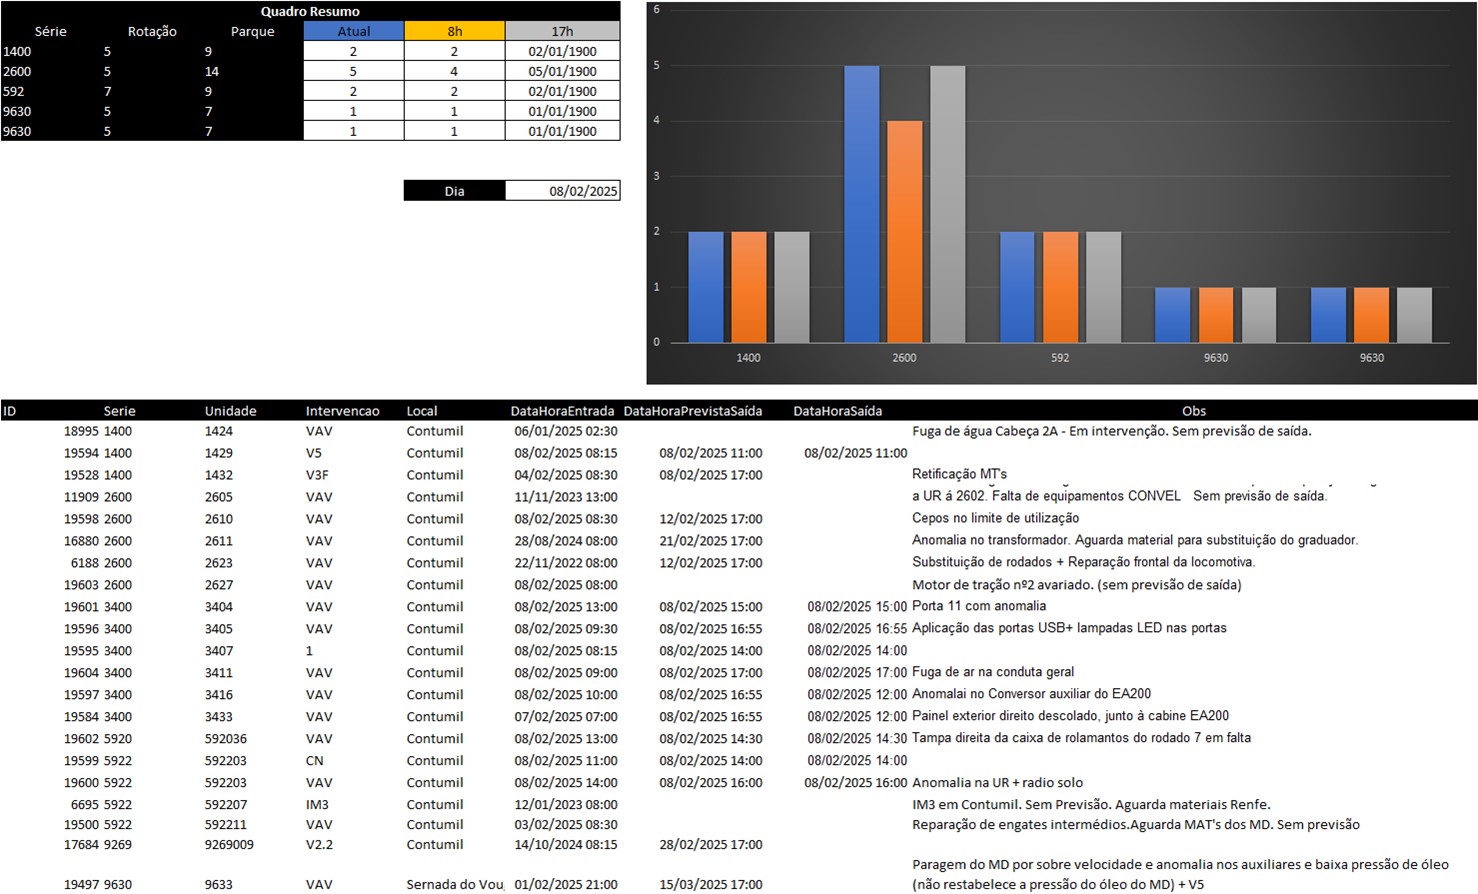 Quadro Resumo
Série Rotação Parque Atual 8h 17h
1400 5 9 2 2 02/01/1900
2600 5 14 5 4 05/01/1900
592 7 9 2 2 02/01/1900
9630 5 7 1 1 01/01/1900
9630 5 7 1 1 01/01/1900
Dia 08/02/2025
6
5
4
3
2
1
0
1400 2600 592 9630 9630
ID Serie Unidade Intervencao Local DataHoraEntrada DataHoraPrevistaSaída DataHoraSaída Obs
18995 1400 1424 VAV Contumil 06/01/2025 02:30 Fuga de água Cabeça 2A - Em intervenção. Sem previsão de saída.
19594 1400 1429 V5 Contumil 08/02/2025 08:15 08/02/2025 11:00 08/02/2025 11:00
19528 1400 1432 V3F Contumil 04/02/2025 08:30 08/02/2025 17:00 Retificação MT's
11909 2600 2605 VAV Contumil 11/11/2023 13:00 a UR á 2602. Falta de equipamentos CONVEL Sem previsão de saída.
19598 2600 2610 VAV Contumil 08/02/2025 08:30 12/02/2025 17:00 Cepos no limite de utilização
16880 2600 2611 VAV Contumil 28/08/2024 08:00 21/02/2025 17:00 Anomalia no transformador. Aguarda material para substituição do graduador.
6188 2600 2623 VAV Contumil 22/11/2022 08:00 12/02/2025 17:00 Substituição de rodados + Reparação frontal da locomotiva.
19603 2600 2627 VAV Contumil 08/02/2025 08:00 Motor de tração nº2 avariado. (sem previsão de saída)
19601 3400 3404 VAV Contumil 08/02/2025 13:00 08/02/2025 15:00 08/02/2025 15:00 Porta 11 com anomalia
19596 3400 3405 VAV Contumil 08/02/2025 09:30 08/02/2025 16:55 08/02/2025 16:55 Aplicação das portas USB+ lampadas LED nas portas
19595 3400 3407 1 Contumil 08/02/2025 08:15 08/02/2025 14:00 08/02/2025 14:00
19604 3400 3411 VAV Contumil 08/02/2025 09:00 08/02/2025 17:00 08/02/2025 17:00 Fuga de ar na conduta geral
19597 3400 3416 VAV Contumil 08/02/2025 10:00 08/02/2025 16:55 08/02/2025 12:00 Anomalai no Conversor auxiliar do EA200
19584 3400 3433 VAV Contumil 07/02/2025 07:00 08/02/2025 16:55 08/02/2025 12:00 Painel exterior direito descolado, junto à cabine EA200
19602 5920 592036 VAV Contumil 08/02/2025 13:00 08/02/2025 14:30 08/02/2025 14:30 Tampa direita da caixa de rolamantos do rodado 7 em falta
19599 5922 592203 CN Contumil 08/02/2025 11:00 08/02/2025 14:00 08/02/2025 14:00
19600 5922 592203 VAV Contumil 08/02/2025 14:00 08/02/2025 16:00 08/02/2025 16:00 Anomalia na UR + radio solo
6695 5922 592207 IM3 Contumil 12/01/2023 08:00 IM3 em Contumil. Sem Previsão. Aguarda materiais Renfe.
19500 5922 592211 VAV Contumil 03/02/2025 08:30 Reparação de engates intermédios.Aguarda MAT's dos MD. Sem previsão
17684 9269 9269009 V2.2 Contumil 14/10/2024 08:15 28/02/2025 17:00
Paragem do MD por sobre velocidade e anomalia nos auxiliares e baixa pressão de óleo
19497 9630 9633 VAV Sernada do Vou 01/02/2025 21:00 15/03/2025 17:00 (não restabelece a pressão do óleo do MD) + V5